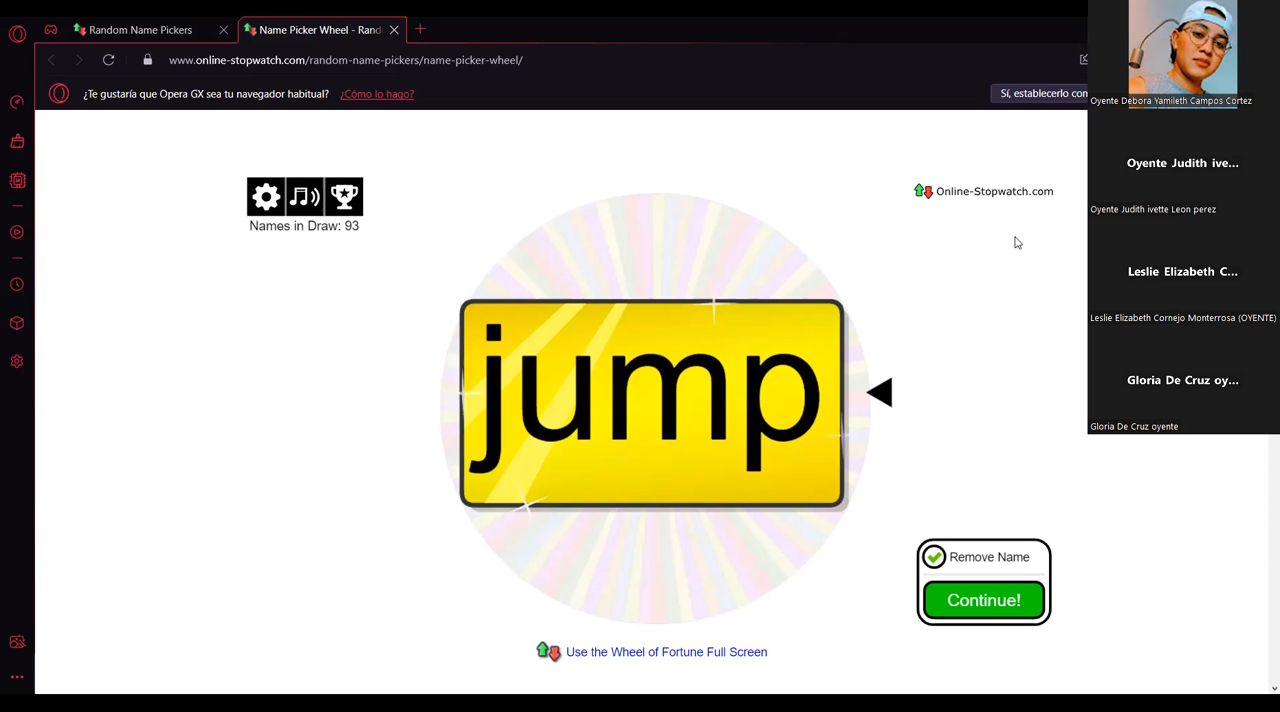 Random Name Pickers
Name Picker Wheel - Rand
www.online-stopwatch.com/random-name-pickers/name-picker-wheel/
¿Te gustaría que Opera GX sea tu navegador habitual? ¿Cómo lo hago?
Sí, establecerlo com
Names in Draw: 93
Online-Stopwatch.com
jump
Remove Name
Continue!
Use the Wheel of Fortune Full Screen
Oyente Debora Yamileth Campos Cortez
Oyente Judith ive...
Oyente Judith ivette Leon perez
Leslie Elizabeth C...
Leslie Elizabeth Cornejo Monterrosa (OYENTE)
Gloria De Cruz oy...
Gloria De Cruz oyente